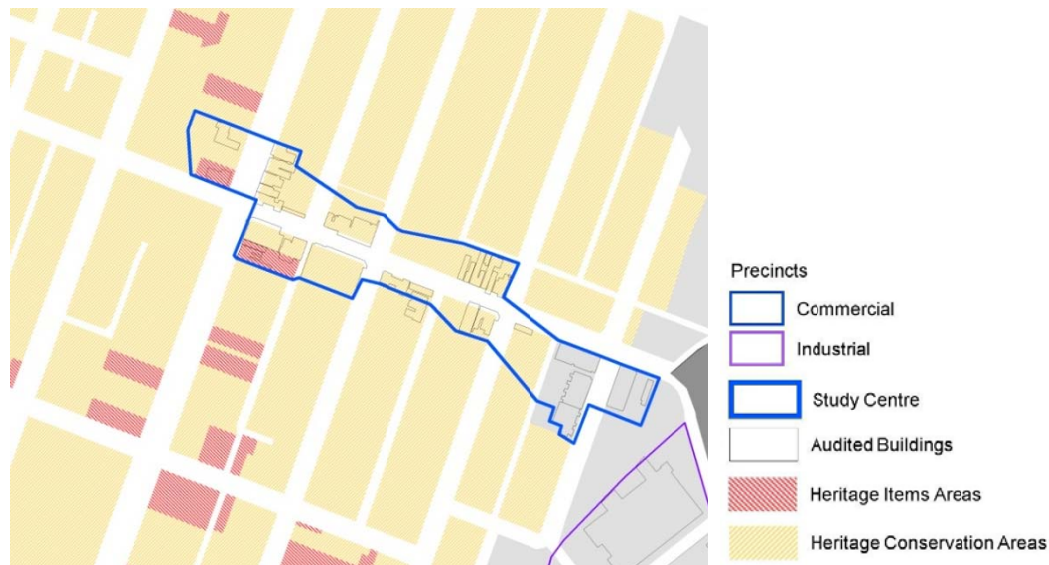 Precincts
Commercial
Industrial
Study Centre
Audited Buildings
Heritage Items Areas
Heritage Conservation Areas